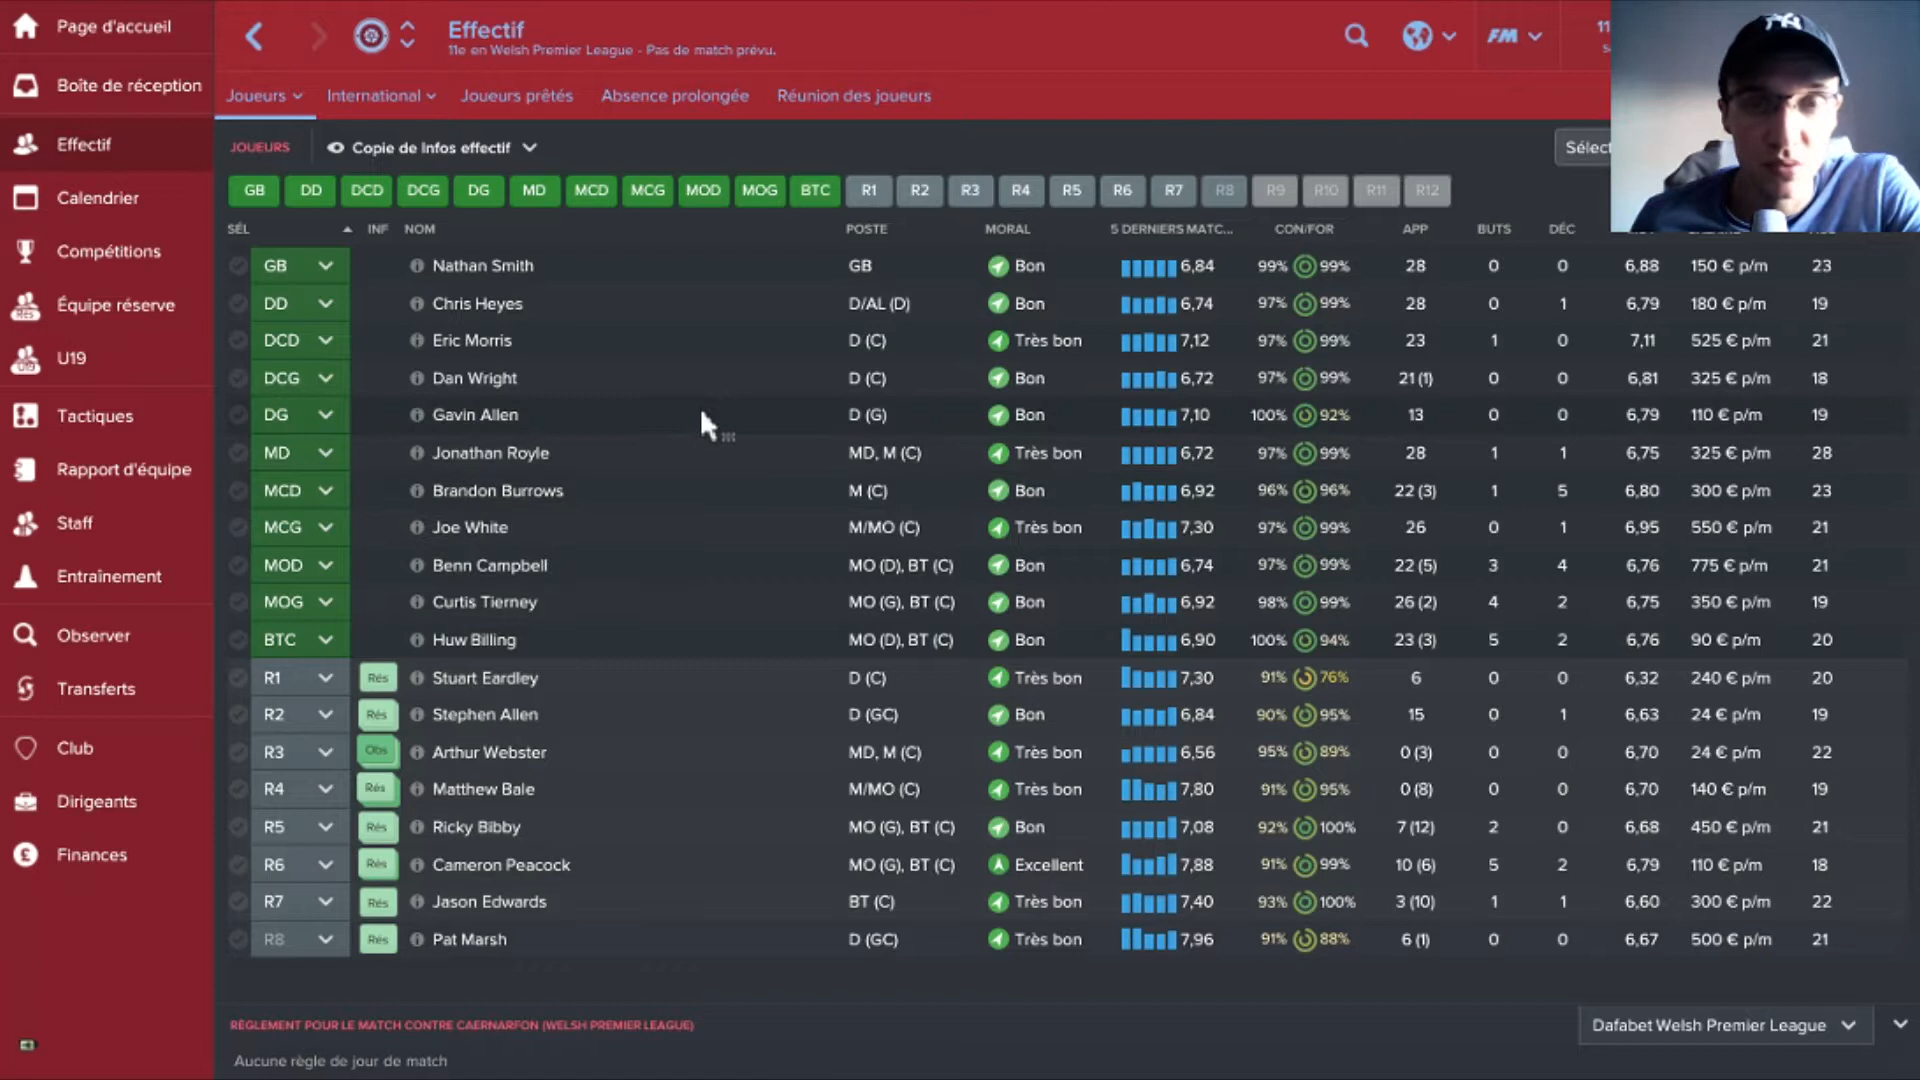 Page d'accueil
Boîte de réception
Effectif
Calendrier
Compétitions
Équipe réserve
U19
Tactiques
Rapport d'équipe
Staff
Entraînement
Observer
Transferts
Club
Dirigeants
Finances
Effectif
11e en Welsh Premier League - Pas de match prévu.
FM
11
Joueurs International Joueurs prêtés Absence prolongée Réunion des joueurs
JOUEURS Copie de Infos effectif Sélect
GB DD DCD DCG DG MD MCD MCG MOD MOG BTC R1 R2 R3 R4 R5 R6 R7 R8 R9 R10 R11 R12
SÉL INF NOM POSTE MORAL 5 DERNIERS MATC... CON/FOR APP BUTS DÉC
GB Nathan Smith GB Bon 6,84 99% 99% 28 0 0 6,88 150 € p/m 23
DD Chris Heyes D/AL (D) Bon 6,74 97% 99% 28 0 1 6,79 180 € p/m 19
DCD Eric Morris D (C) Très bon 7,12 97% 99% 23 1 0 7,11 525 € p/m 21
DCG Dan Wright D (C) Bon 6,72 97% 99% 21 (1) 0 0 6,81 325 € p/m 18
DG Gavin Allen D (G) Bon 7,10 100% 92% 13 0 0 6,79 110 € p/m 19
MD Jonathan Royle MD, M (C) Très bon 6,72 97% 99% 28 1 1 6,75 325 € p/m 28
MCD Brandon Burrows M (C) Bon 6,92 96% 96% 22 (3) 1 5 6,80 300 € p/m 23
MCG Joe White M/MO (C) Très bon 7,30 97% 99% 26 0 1 6,95 550 € p/m 21
MOD Benn Campbell MO (D), BT (C) Bon 6,74 97% 99% 22 (5) 3 4 6,76 775 € p/m 21
MOG Curtis Tierney MO (G), BT (C) Bon 6,92 98% 99% 26 (2) 4 2 6,75 350 € p/m 19
BTC Huw Billing MO (D), BT (C) Bon 6,90 100% 94% 23 (3) 5 2 6,76 90 € p/m 20
R1 Rés Stuart Eardley D (C) Très bon 7,30 91% 76% 6 0 0 6,32 240 € p/m 20
R2 Rés Stephen Allen D (GC) Bon 6,84 90% 95% 15 0 1 6,63 24 € p/m 19
R3 Obs Arthur Webster MD, M (C) Très bon 6,56 95% 89% 0 (3) 0 0 6,70 24 € p/m 22
R4 Rés Matthew Bale M/MO (C) Très bon 7,80 91% 95% 0 (8) 0 0 6,70 140 € p/m 19
R5 Rés Ricky Bibby MO (G), BT (C) Bon 7,08 92% 100% 7 (12) 2 0 6,68 450 € p/m 21
R6 Rés Cameron Peacock MO (G), BT (C) Excellent 7,88 91% 99% 10 (6) 5 2 6,79 110 € p/m 18
R7 Rés Jason Edwards BT (C) Très bon 7,40 93% 100% 3 (10) 1 1 6,60 300 € p/m 22
R8 Rés Pat Marsh D (GC) Très bon 7,96 91% 88% 6 (1) 0 0 6,67 500 € p/m 21
RÈGLEMENT POUR LE MATCH CONTRE CAERNARFON (WELSH PREMIER LEAGUE)
Dafabet Welsh Premier League
Aucune règle de jour de match